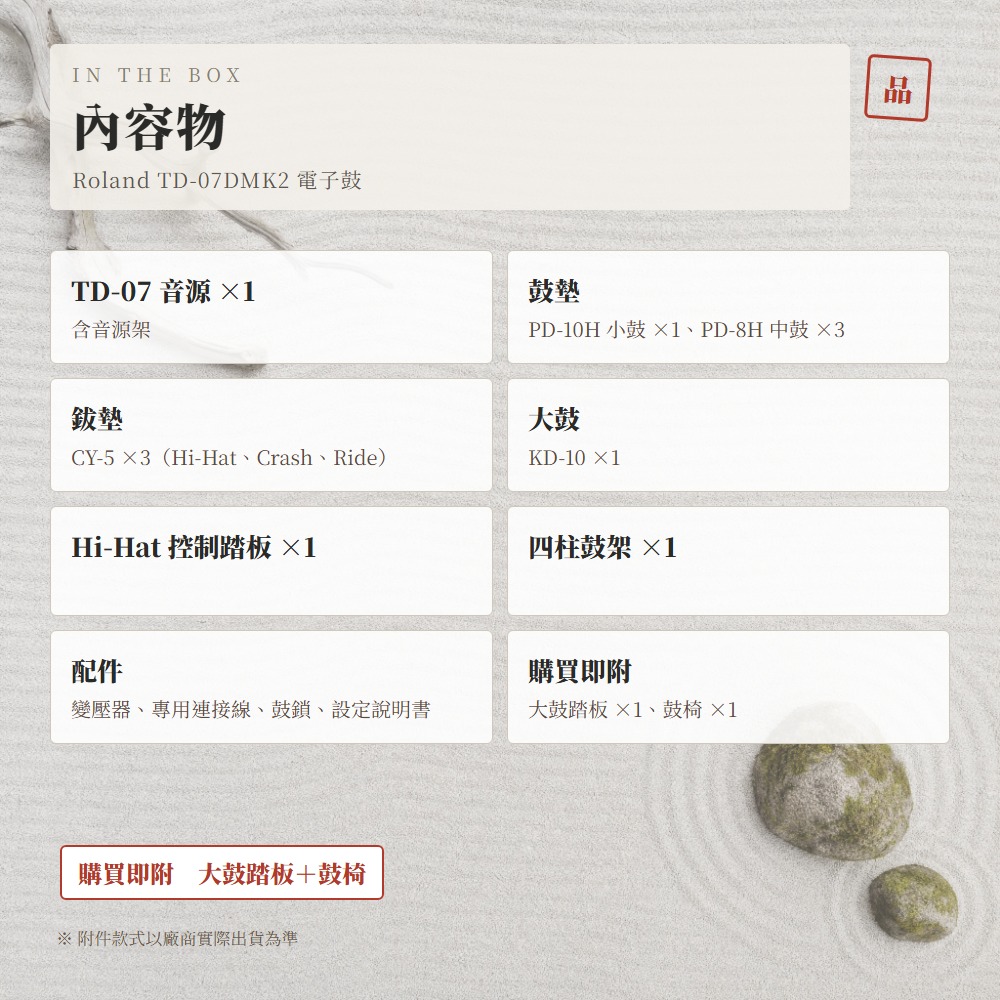 IN THE BOX
內容物
Roland TD-07DMK2 電子鼓
品
TD-07 音源 ×1
含音源架
鼓墊
PD-10H 小鼓 ×1、PD-8H 中鼓 ×3
鈸墊
CY-5 ×3（Hi-Hat、Crash、Ride）
大鼓
KD-10 ×1
Hi-Hat 控制踏板 ×1
四柱鼓架 ×1
配件
變壓器、專用連接線、鼓鎖、設定說明書
購買即附
大鼓踏板 ×1、鼓椅 ×1
購買即附　大鼓踏板＋鼓椅
※ 附件款式以廠商實際出貨為準